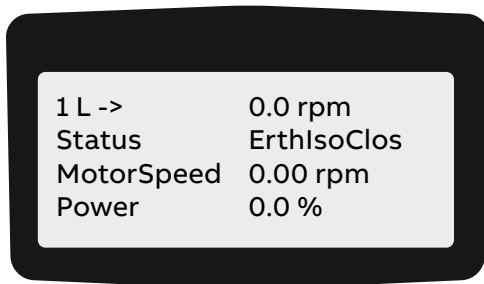 1 L -> 0.0 rpm
Status ErthIsoClos
MotorSpeed 0.00 rpm
Power 0.0 %